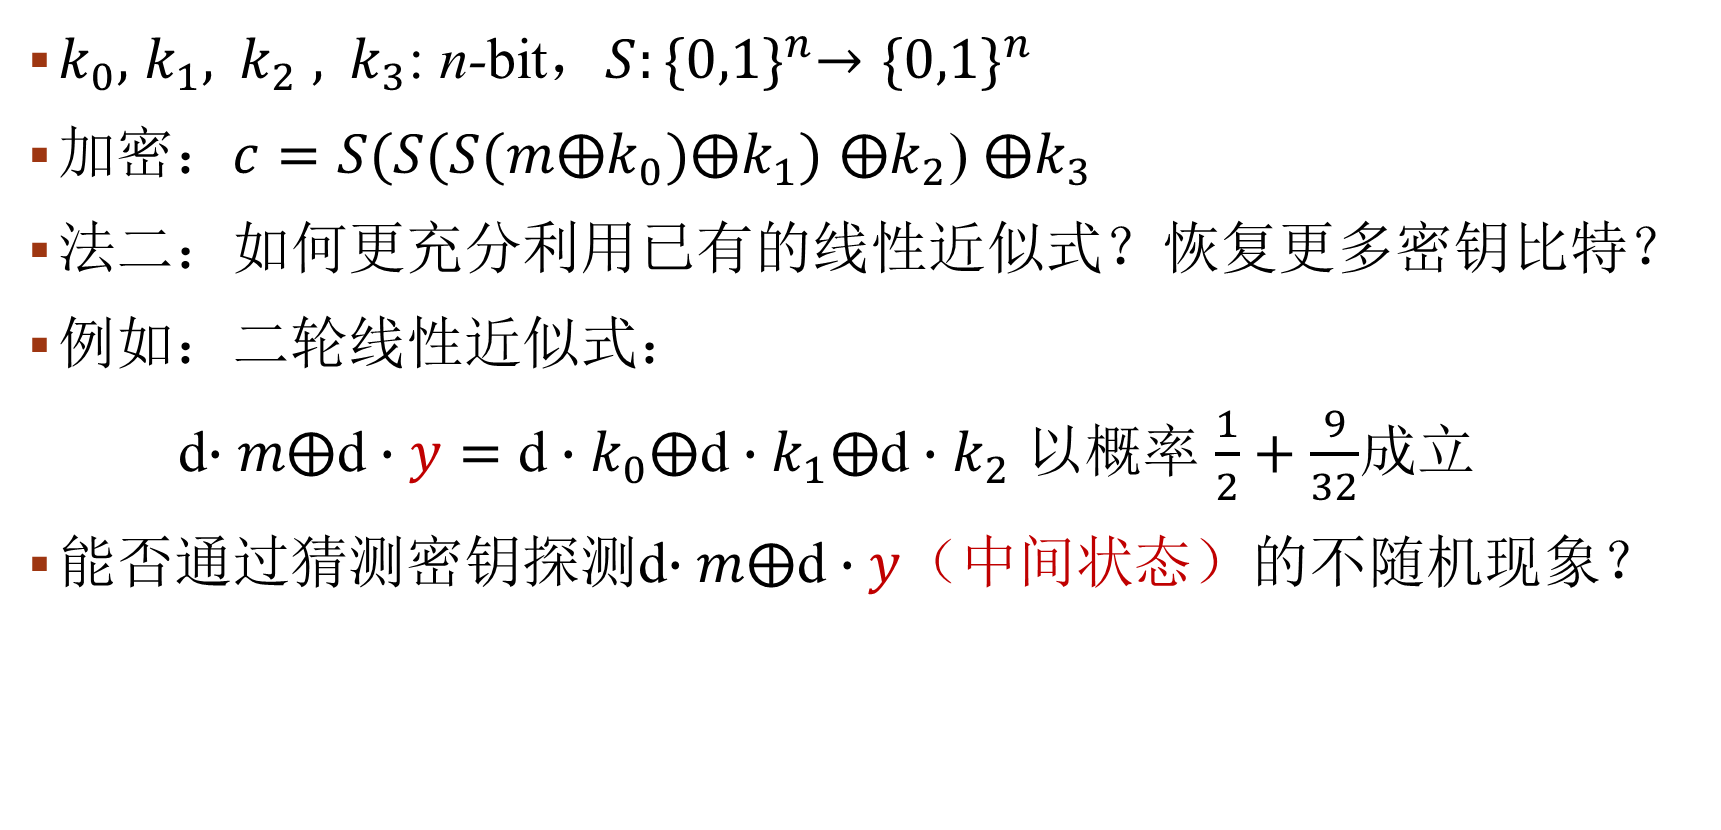 ▪ k₀, k₁, k₂ , k₃: n-bit，S: {0,1}ⁿ→ {0,1}ⁿ
▪ 加密：c = S(S(S(m⊕k₀)⊕k₁) ⊕k₂) ⊕k₃
▪ 法二：如何更充分利用已有的线性近似式？恢复更多密钥比特？
▪ 例如：二轮线性近似式：
d· m⊕d · y = d · k₀⊕d · k₁⊕d · k₂ 以概率 1/2 + 9/32 成立
▪ 能否通过猜测密钥探测d· m⊕d · y（中间状态）的不随机现象？